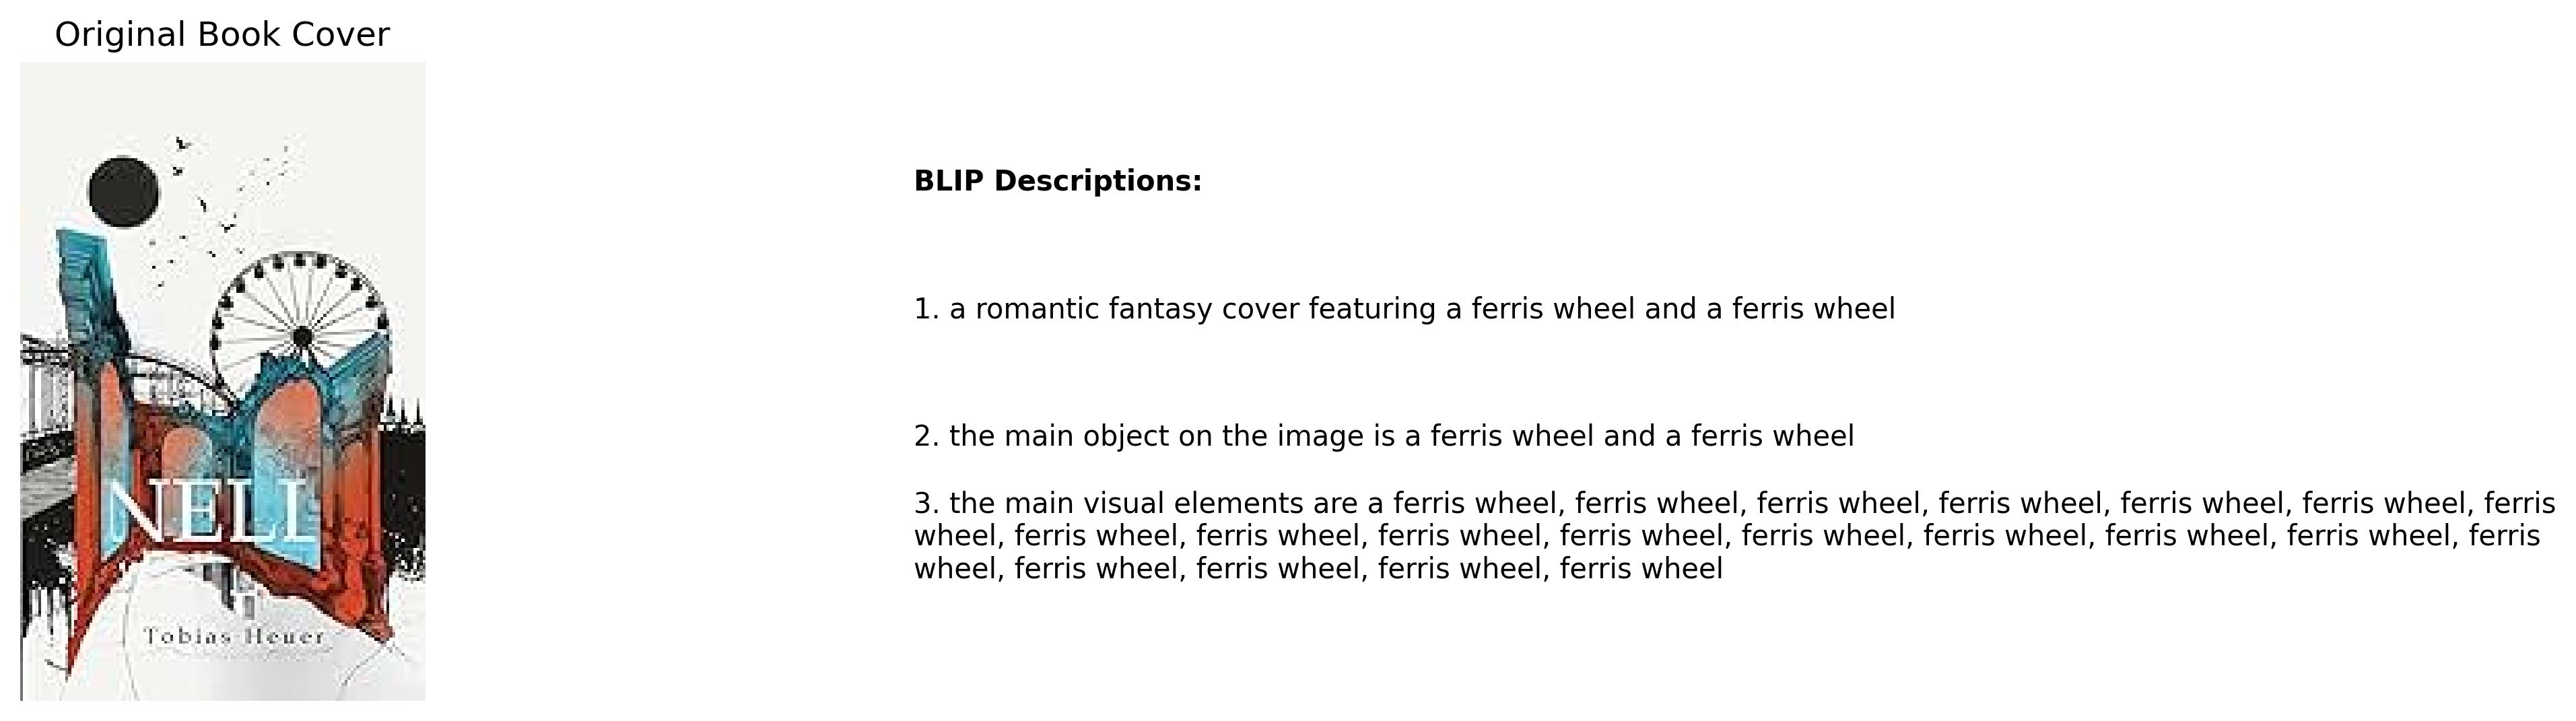 Original Book Cover
NELL
Tobias Heuer
BLIP Descriptions:
1. a romantic fantasy cover featuring a ferris wheel and a ferris wheel
2. the main object on the image is a ferris wheel and a ferris wheel
3. the main visual elements are a ferris wheel, ferris wheel, ferris wheel, ferris wheel, ferris wheel, ferris wheel, ferris
wheel, ferris wheel, ferris wheel, ferris wheel, ferris wheel, ferris wheel, ferris wheel, ferris wheel, ferris wheel, ferris
wheel, ferris wheel, ferris wheel, ferris wheel, ferris wheel